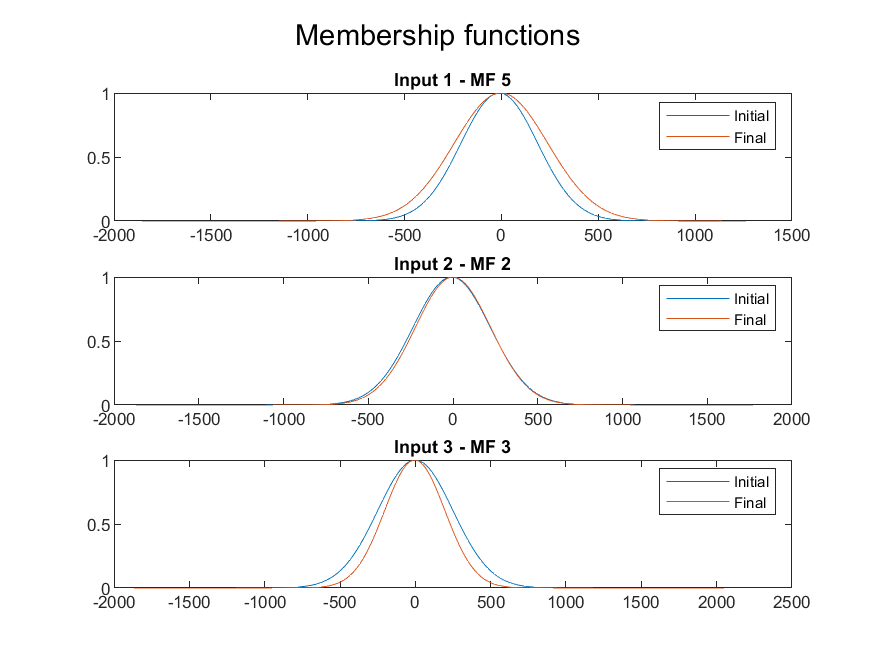 Membership functions
Input 1 - MF 5
1
0.5
0
-2000 -1500 -1000 -500 0 500 1000 1500
Initial
Final
Input 2 - MF 2
1
0.5
0
-2000 -1500 -1000 -500 0 500 1000 1500 2000
Initial
Final
Input 3 - MF 3
1
0.5
0
-2000 -1500 -1000 -500 0 500 1000 1500 2000 2500
Initial
Final